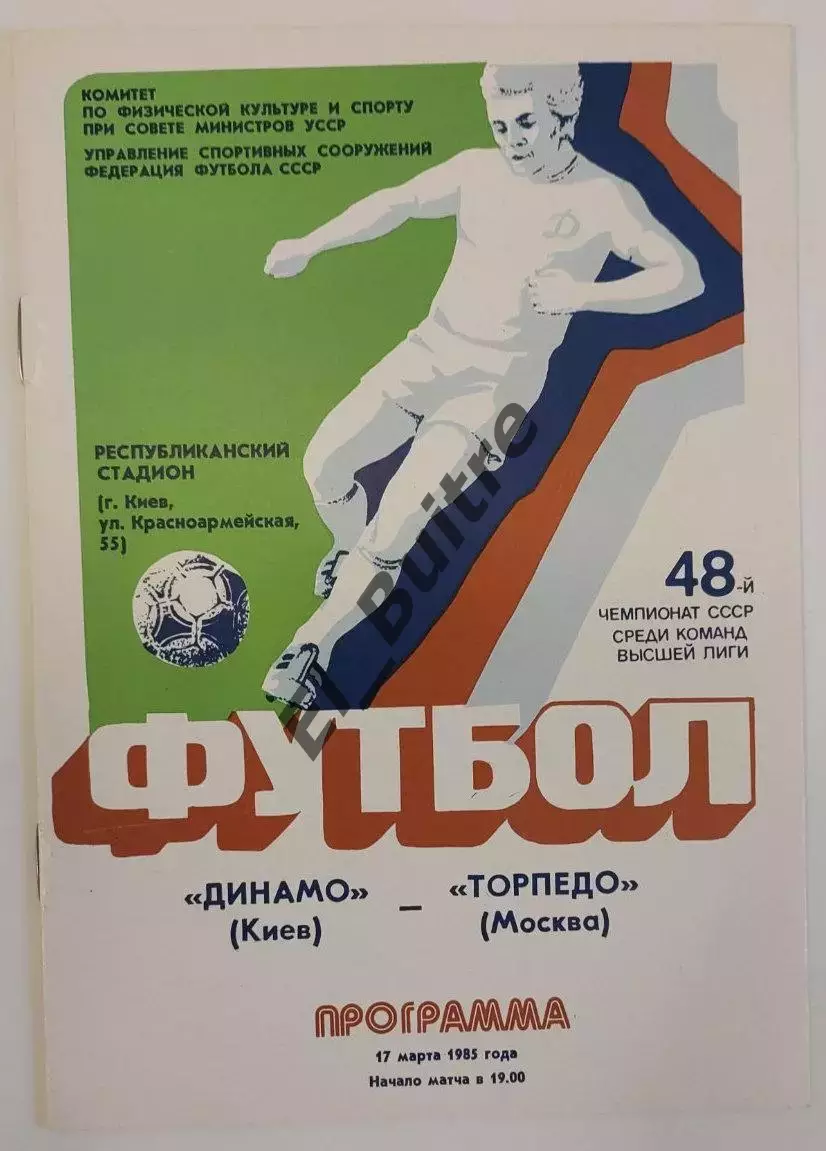 КОМИТЕТ
ПО ФИЗИЧЕСКОЙ КУЛЬТУРЕ И СПОРТУ
ПРИ СОВЕТЕ МИНИСТРОВ УССР
УПРАВЛЕНИЕ СПОРТИВНЫХ СООРУЖЕНИЙ
ФЕДЕРАЦИЯ ФУТБОЛА СССР
Д
РЕСПУБЛИКАНСКИЙ
СТАДИОН
(г. Киев,
ул. Красноармейская,
55)
48-й
ЧЕМПИОНАТ СССР
СРЕДИ КОМАНД
ВЫСШЕЙ ЛИГИ
El_Buitre
ФУТБОЛ
«ДИНАМО» — «ТОРПЕДО»
(Киев) (Москва)
ПРОГРАММА
17 марта 1985 года
Начало матча в 19.00